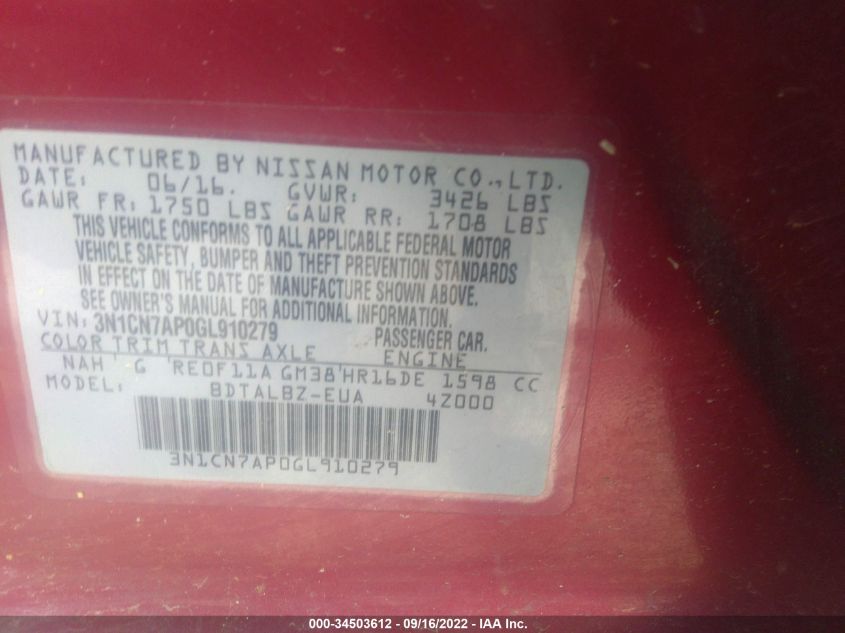 MANUFACTURED BY NISSAN MOTOR CO., LTD.
DATE: 06/16. GVWR: 3426 LBS
GAWR FR: 1750 LBS GAWR RR: 1708 LBS
THIS VEHICLE CONFORMS TO ALL APPLICABLE FEDERAL MOTOR
VEHICLE SAFETY, BUMPER AND THEFT PREVENTION STANDARDS
IN EFFECT ON THE DATE OF MANUFACTURE SHOWN ABOVE.
SEE OWNER'S MANUAL FOR ADDITIONAL INFORMATION.
VIN: 3N1CN7AP0GL910279 PASSENGER CAR.
COLOR TRIM TRANS AXLE ENGINE
NAH ' G 'RE0F11A GM38'HR16DE 1598 CC
MODEL: BDTALBZ-EUA 4Z000
3N1CN7AP0GL910279
000-34503612 - 09/16/2022 - IAA Inc.